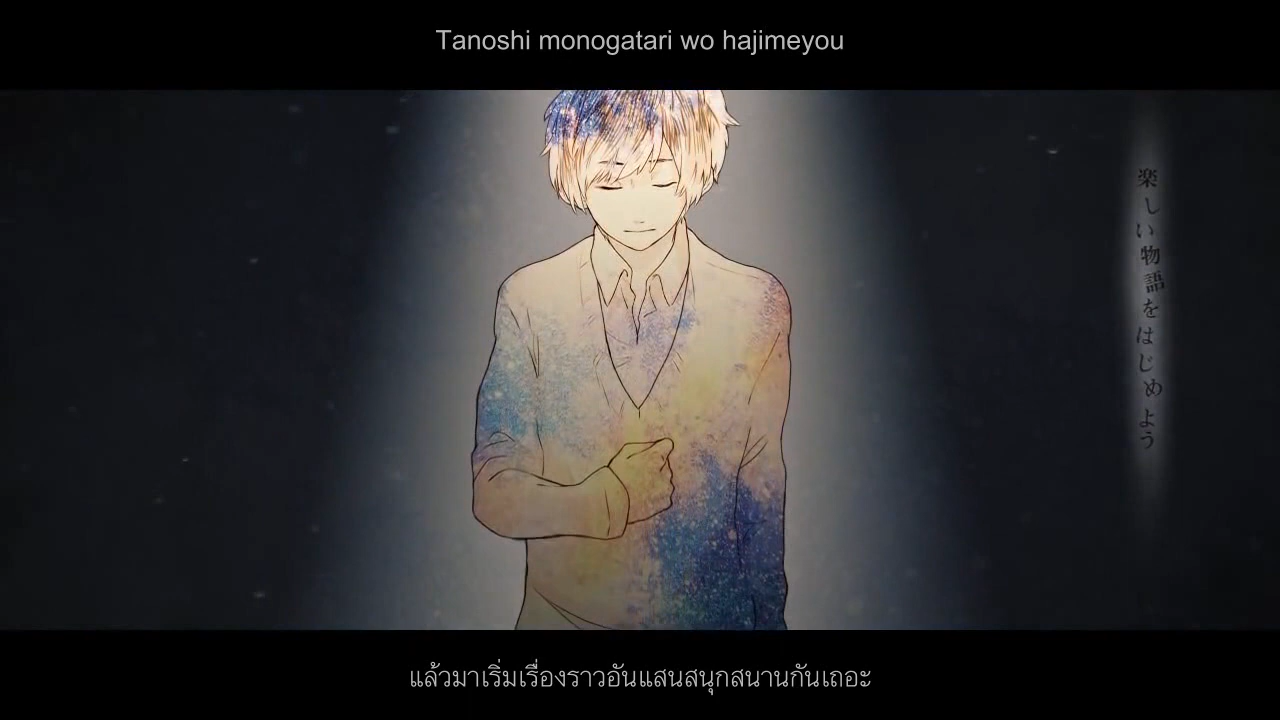 Tanoshi monogatari wo hajimeyou
楽しい物語をはじめよう
แล้วมาเริ่มเรื่องราวอันแสนสนุกสนานกันเถอะ